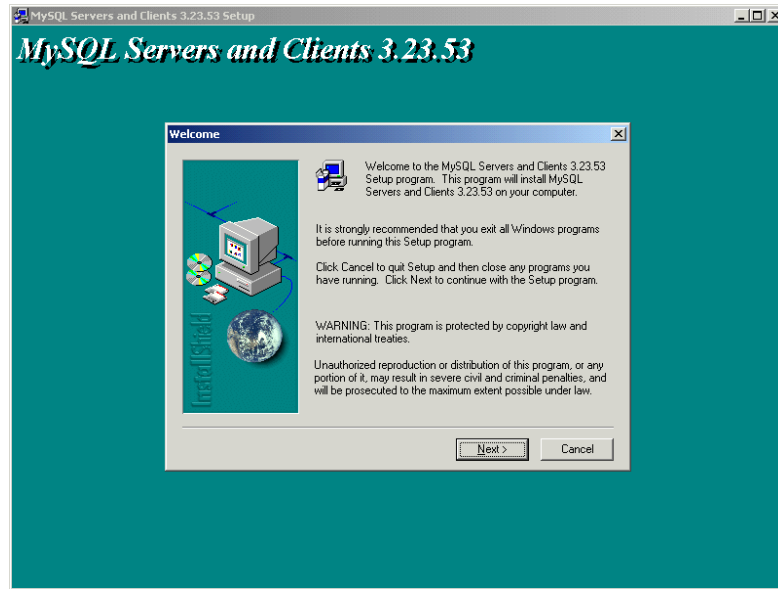 MySQL Servers and Clients 3.23.53 Setup
MySQL Servers and Clients 3.23.53
Welcome
Welcome to the MySQL Servers and Clients 3.23.53
Setup program. This program will install MySQL
Servers and Clients 3.23.53 on your computer.
It is strongly recommended that you exit all Windows programs
before running this Setup program.
Click Cancel to quit Setup and then close any programs you
have running. Click Next to continue with the Setup program.
WARNING: This program is protected by copyright law and
international treaties.
Unauthorized reproduction or distribution of this program, or any
portion of it, may result in severe civil and criminal penalties, and
will be prosecuted to the maximum extent possible under law.
InstallShield
Next >
Cancel